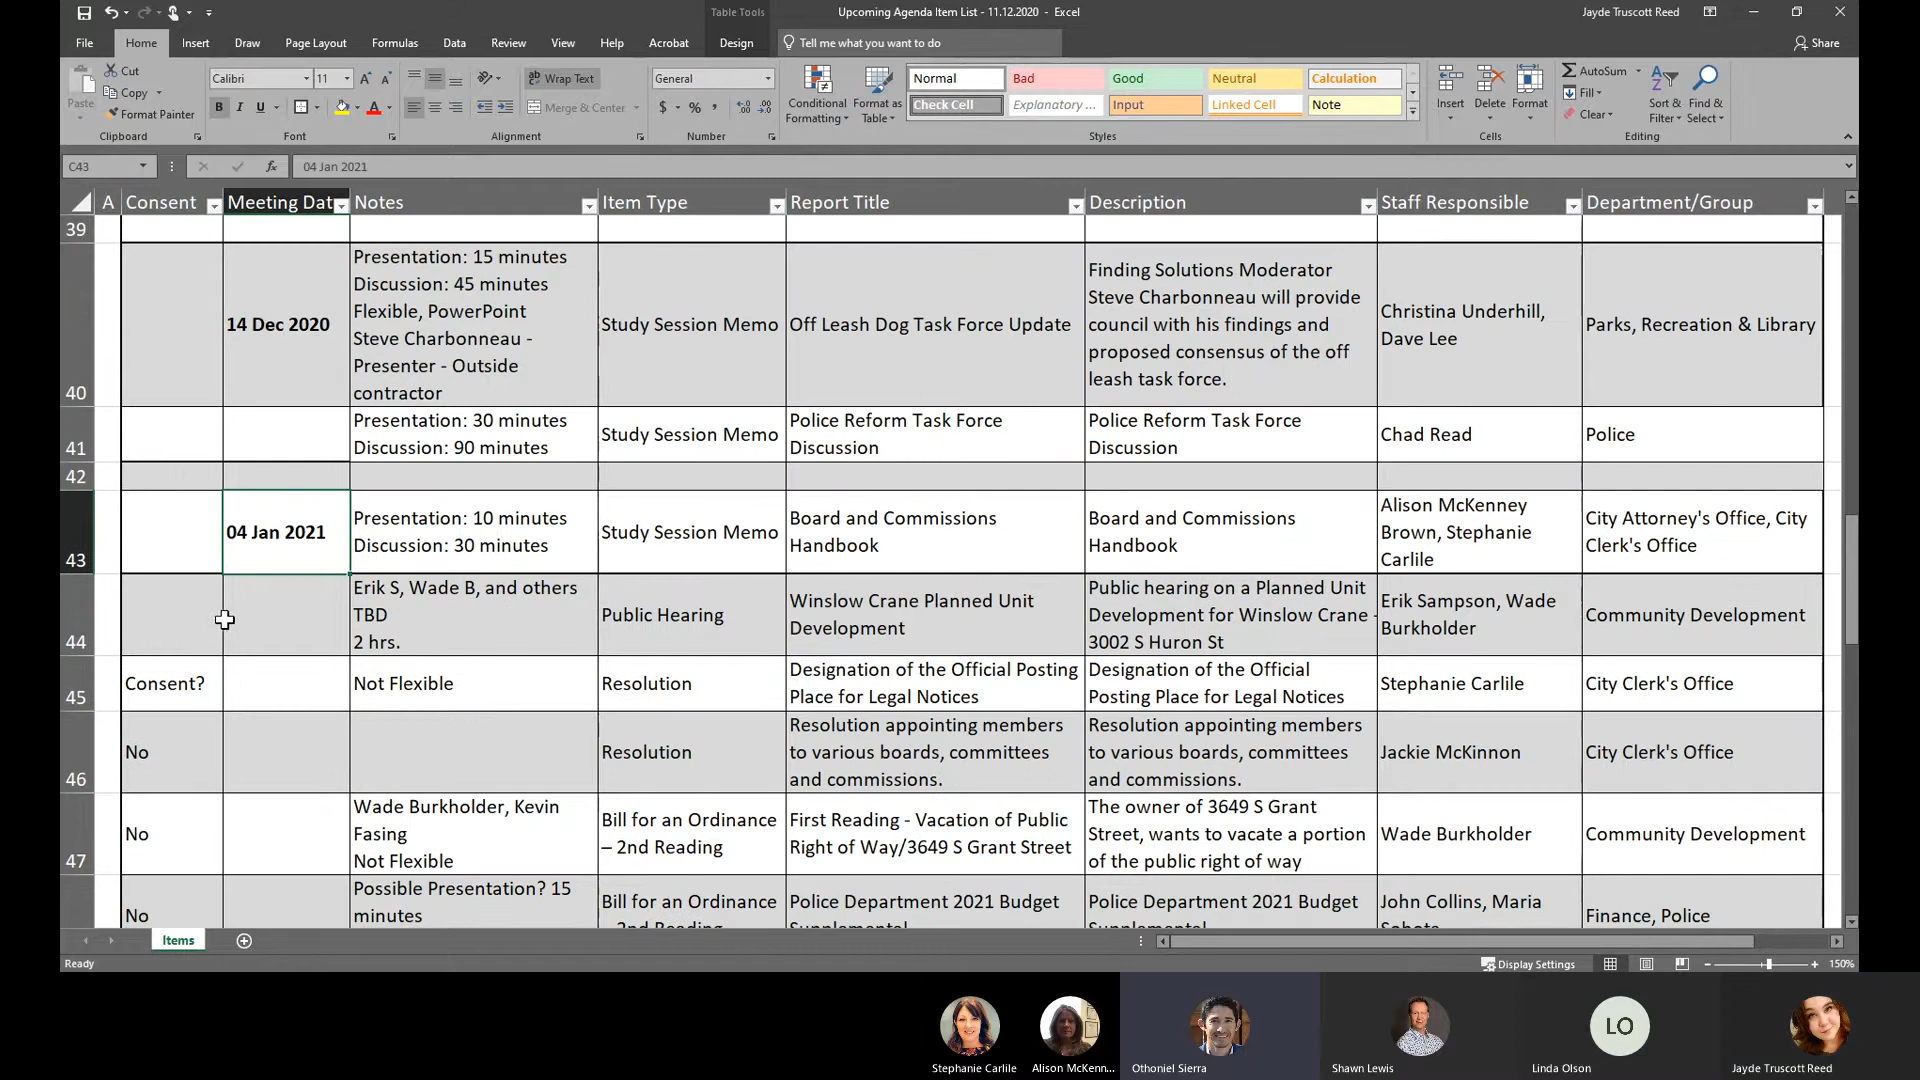 Table Tools
Upcoming Agenda Item List - 11.12.2020 - Excel
Jayde Truscott Reed
File Home Insert Draw Page Layout Formulas Data Review View Help Acrobat Design Tell me what you want to do Share
Paste
Cut
Copy
Format Painter
Clipboard
Calibri 11
B I U
Font
Wrap Text
Merge & Center
Alignment
General
$ % ,
Number
Conditional Formatting
Format as Table
Normal Bad Good Neutral Calculation
Check Cell Explanatory ... Input Linked Cell Note
Styles
Insert Delete Format
Cells
AutoSum
Fill
Clear
Sort & Filter
Find & Select
Editing
C43 fx 04 Jan 2021
A Consent Meeting Dat Notes Item Type Report Title Description Staff Responsible Department/Group
39
40
14 Dec 2020
Presentation: 15 minutes
Discussion: 45 minutes
Flexible, PowerPoint
Steve Charbonneau -
Presenter - Outside
contractor
Study Session Memo
Off Leash Dog Task Force Update
Finding Solutions Moderator
Steve Charbonneau will provide
council with his findings and
proposed consensus of the off
leash task force.
Christina Underhill,
Dave Lee
Parks, Recreation & Library
41
Presentation: 30 minutes
Discussion: 90 minutes
Study Session Memo
Police Reform Task Force
Discussion
Police Reform Task Force
Discussion
Chad Read
Police
42
43
04 Jan 2021
Presentation: 10 minutes
Discussion: 30 minutes
Study Session Memo
Board and Commissions
Handbook
Board and Commissions
Handbook
Alison McKenney
Brown, Stephanie
Carlile
City Attorney's Office, City
Clerk's Office
44
Erik S, Wade B, and others
TBD
2 hrs.
Public Hearing
Winslow Crane Planned Unit
Development
Public hearing on a Planned Unit
Development for Winslow Crane -
3002 S Huron St
Erik Sampson, Wade
Burkholder
Community Development
45
Consent?
Not Flexible
Resolution
Designation of the Official Posting
Place for Legal Notices
Designation of the Official
Posting Place for Legal Notices
Stephanie Carlile
City Clerk's Office
46
No
Resolution
Resolution appointing members
to various boards, committees
and commissions.
Resolution appointing members
to various boards, committees
and commissions.
Jackie McKinnon
City Clerk's Office
47
No
Wade Burkholder, Kevin
Fasing
Not Flexible
Bill for an Ordinance
– 2nd Reading
First Reading - Vacation of Public
Right of Way/3649 S Grant Street
The owner of 3649 S Grant
Street, wants to vacate a portion
of the public right of way
Wade Burkholder
Community Development
No
Possible Presentation? 15
minutes
Bill for an Ordinance
– 2nd Reading
Police Department 2021 Budget
Supplemental
Police Department 2021 Budget
Supplemental
John Collins, Maria
Sobota
Finance, Police
Items
Ready
Display Settings
150%
LO
Stephanie Carlile
Alison McKenn...
Othoniel Sierra
Shawn Lewis
Linda Olson
Jayde Truscott Reed